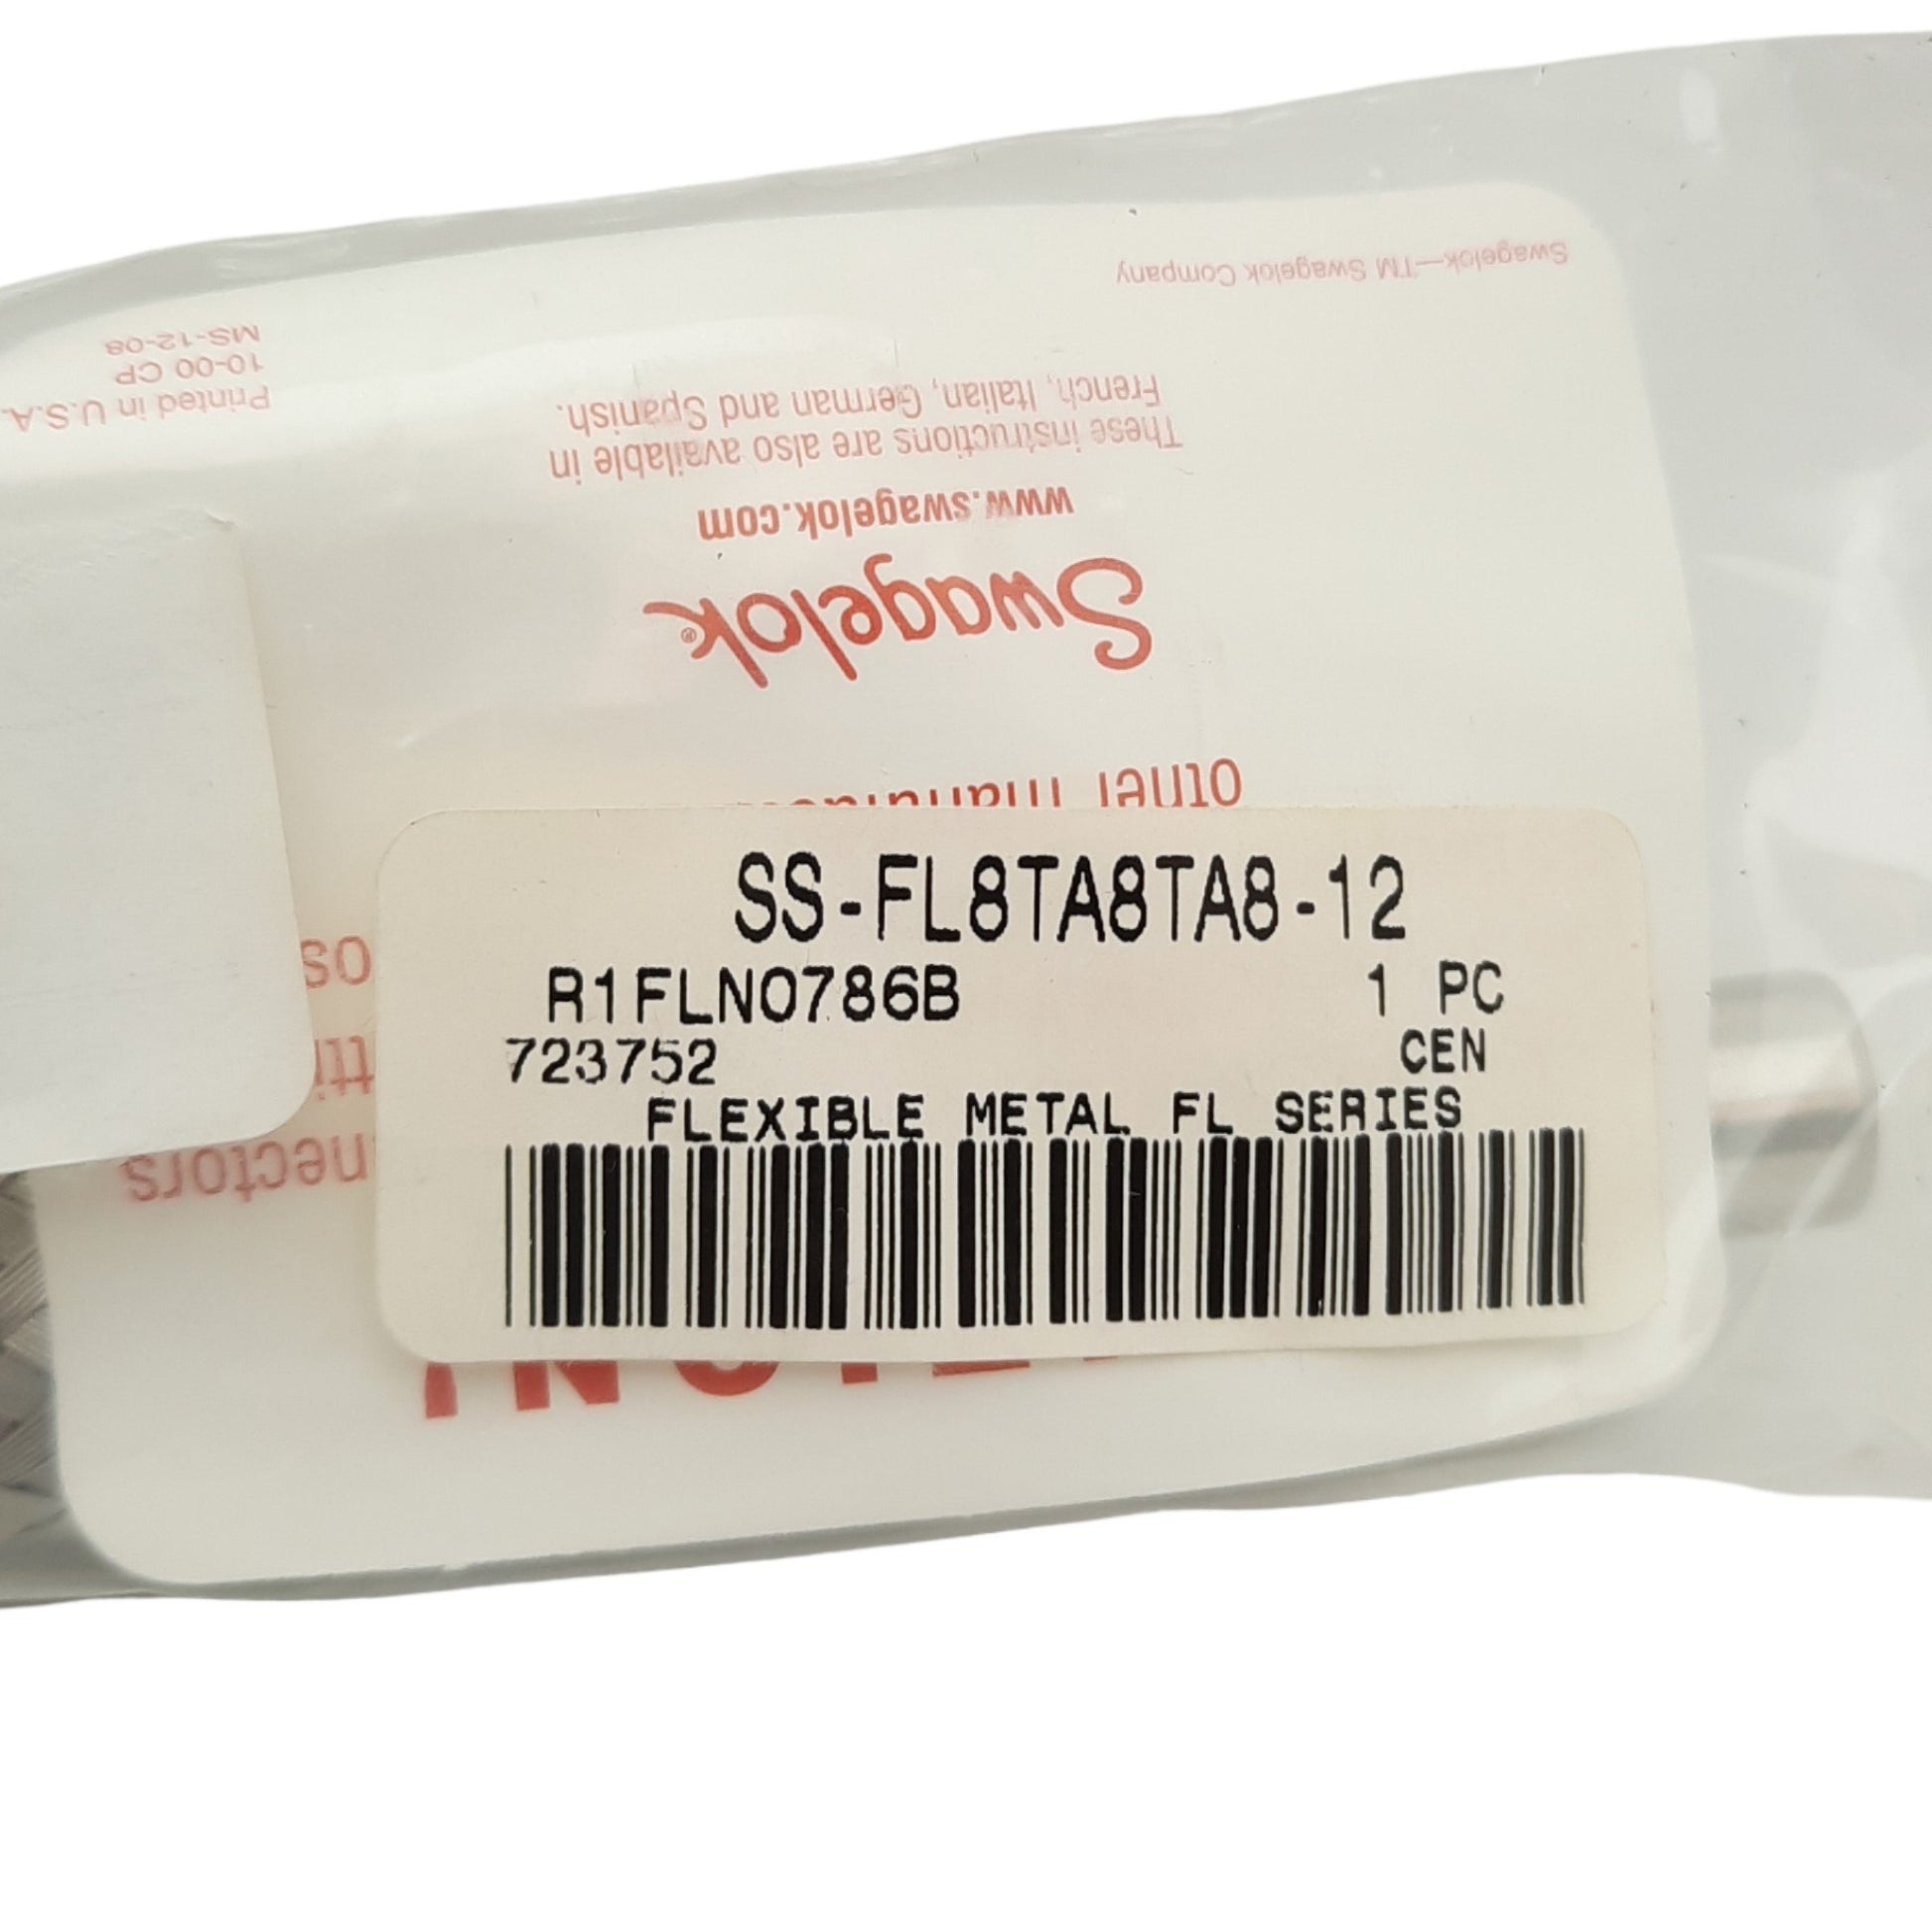 SS-FL8TA8TA8-12
R1FLN0786B 1 PC
723752 CEN
FLEXIBLE METAL FL SERIES
other
Swagelok®
www.swagelok.com
These instructions are also available in
French, Italian, German and Spanish.
Printed in U.S.A.
10-00 CP
MS-12-08
Swagelok—TM Swagelok Company